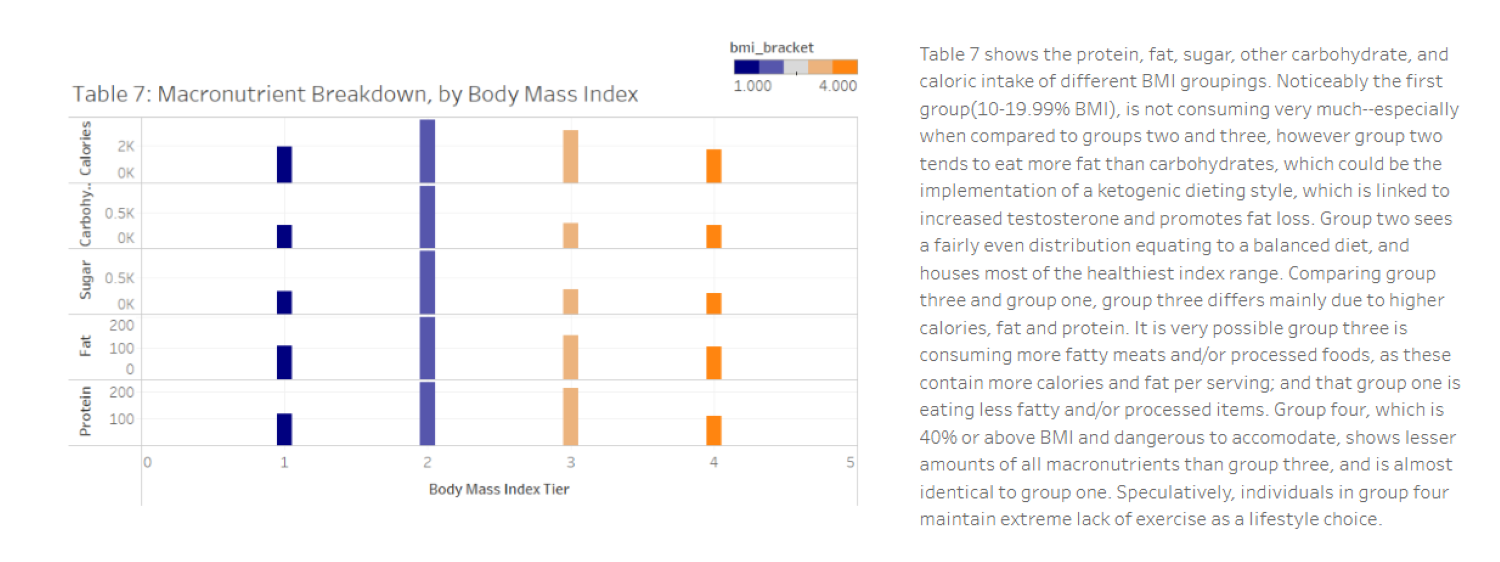 bmi_bracket
1.000 4.000
Table 7: Macronutrient Breakdown, by Body Mass Index
Calories
2K
0K
Carbohy..
0.5K
0K
Sugar
0.5K
0K
Fat
200
100
0
Protein
200
100
0 1 2 3 4 5
Body Mass Index Tier
Table 7 shows the protein, fat, sugar, other carbohydrate, and
caloric intake of different BMI groupings. Noticeably the first
group(10-19.99% BMI), is not consuming very much--especially
when compared to groups two and three, however group two
tends to eat more fat than carbohydrates, which could be the
implementation of a ketogenic dieting style, which is linked to
increased testosterone and promotes fat loss. Group two sees
a fairly even distribution equating to a balanced diet, and
houses most of the healthiest index range. Comparing group
three and group one, group three differs mainly due to higher
calories, fat and protein. It is very possible group three is
consuming more fatty meats and/or processed foods, as these
contain more calories and fat per serving; and that group one is
eating less fatty and/or processed items. Group four, which is
40% or above BMI and dangerous to accomodate, shows lesser
amounts of all macronutrients than group three, and is almost
identical to group one. Speculatively, individuals in group four
maintain extreme lack of exercise as a lifestyle choice.